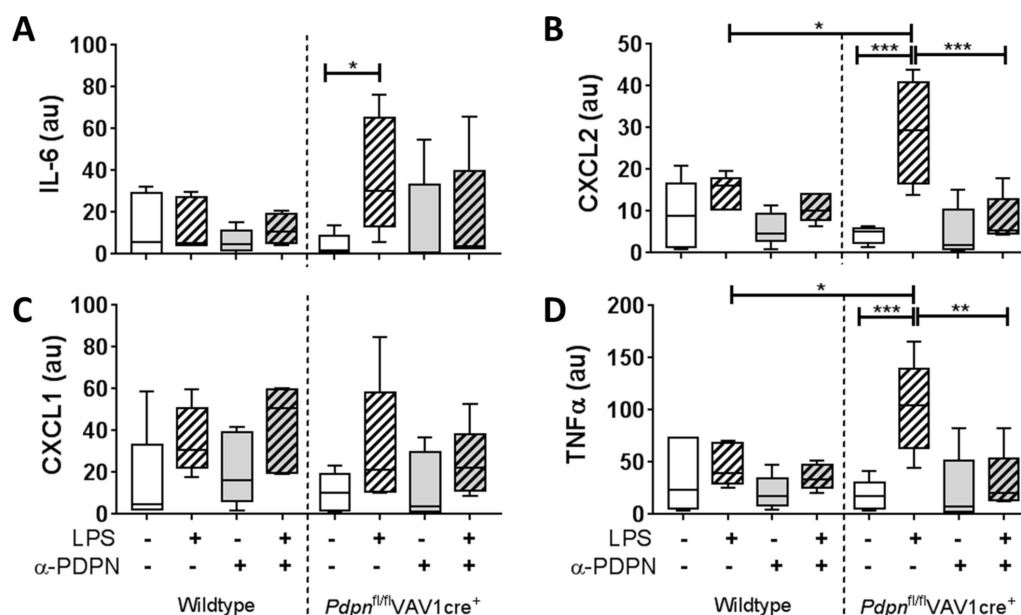 A
B
100
80
60
40
20
0
IL-6 (au)
*
50
40
30
20
10
0
CXCL2 (au)
*
***
***
C
D
100
80
60
40
20
0
CXCL1 (au)
200
150
100
50
0
TNFα (au)
*
***
**
LPS - + - + - + - + - + - + - + - +
α-PDPN - - + + - - + + - - + + - - + +
Wildtype Pdpnfl/flVAV1cre+ Wildtype Pdpnfl/flVAV1cre+